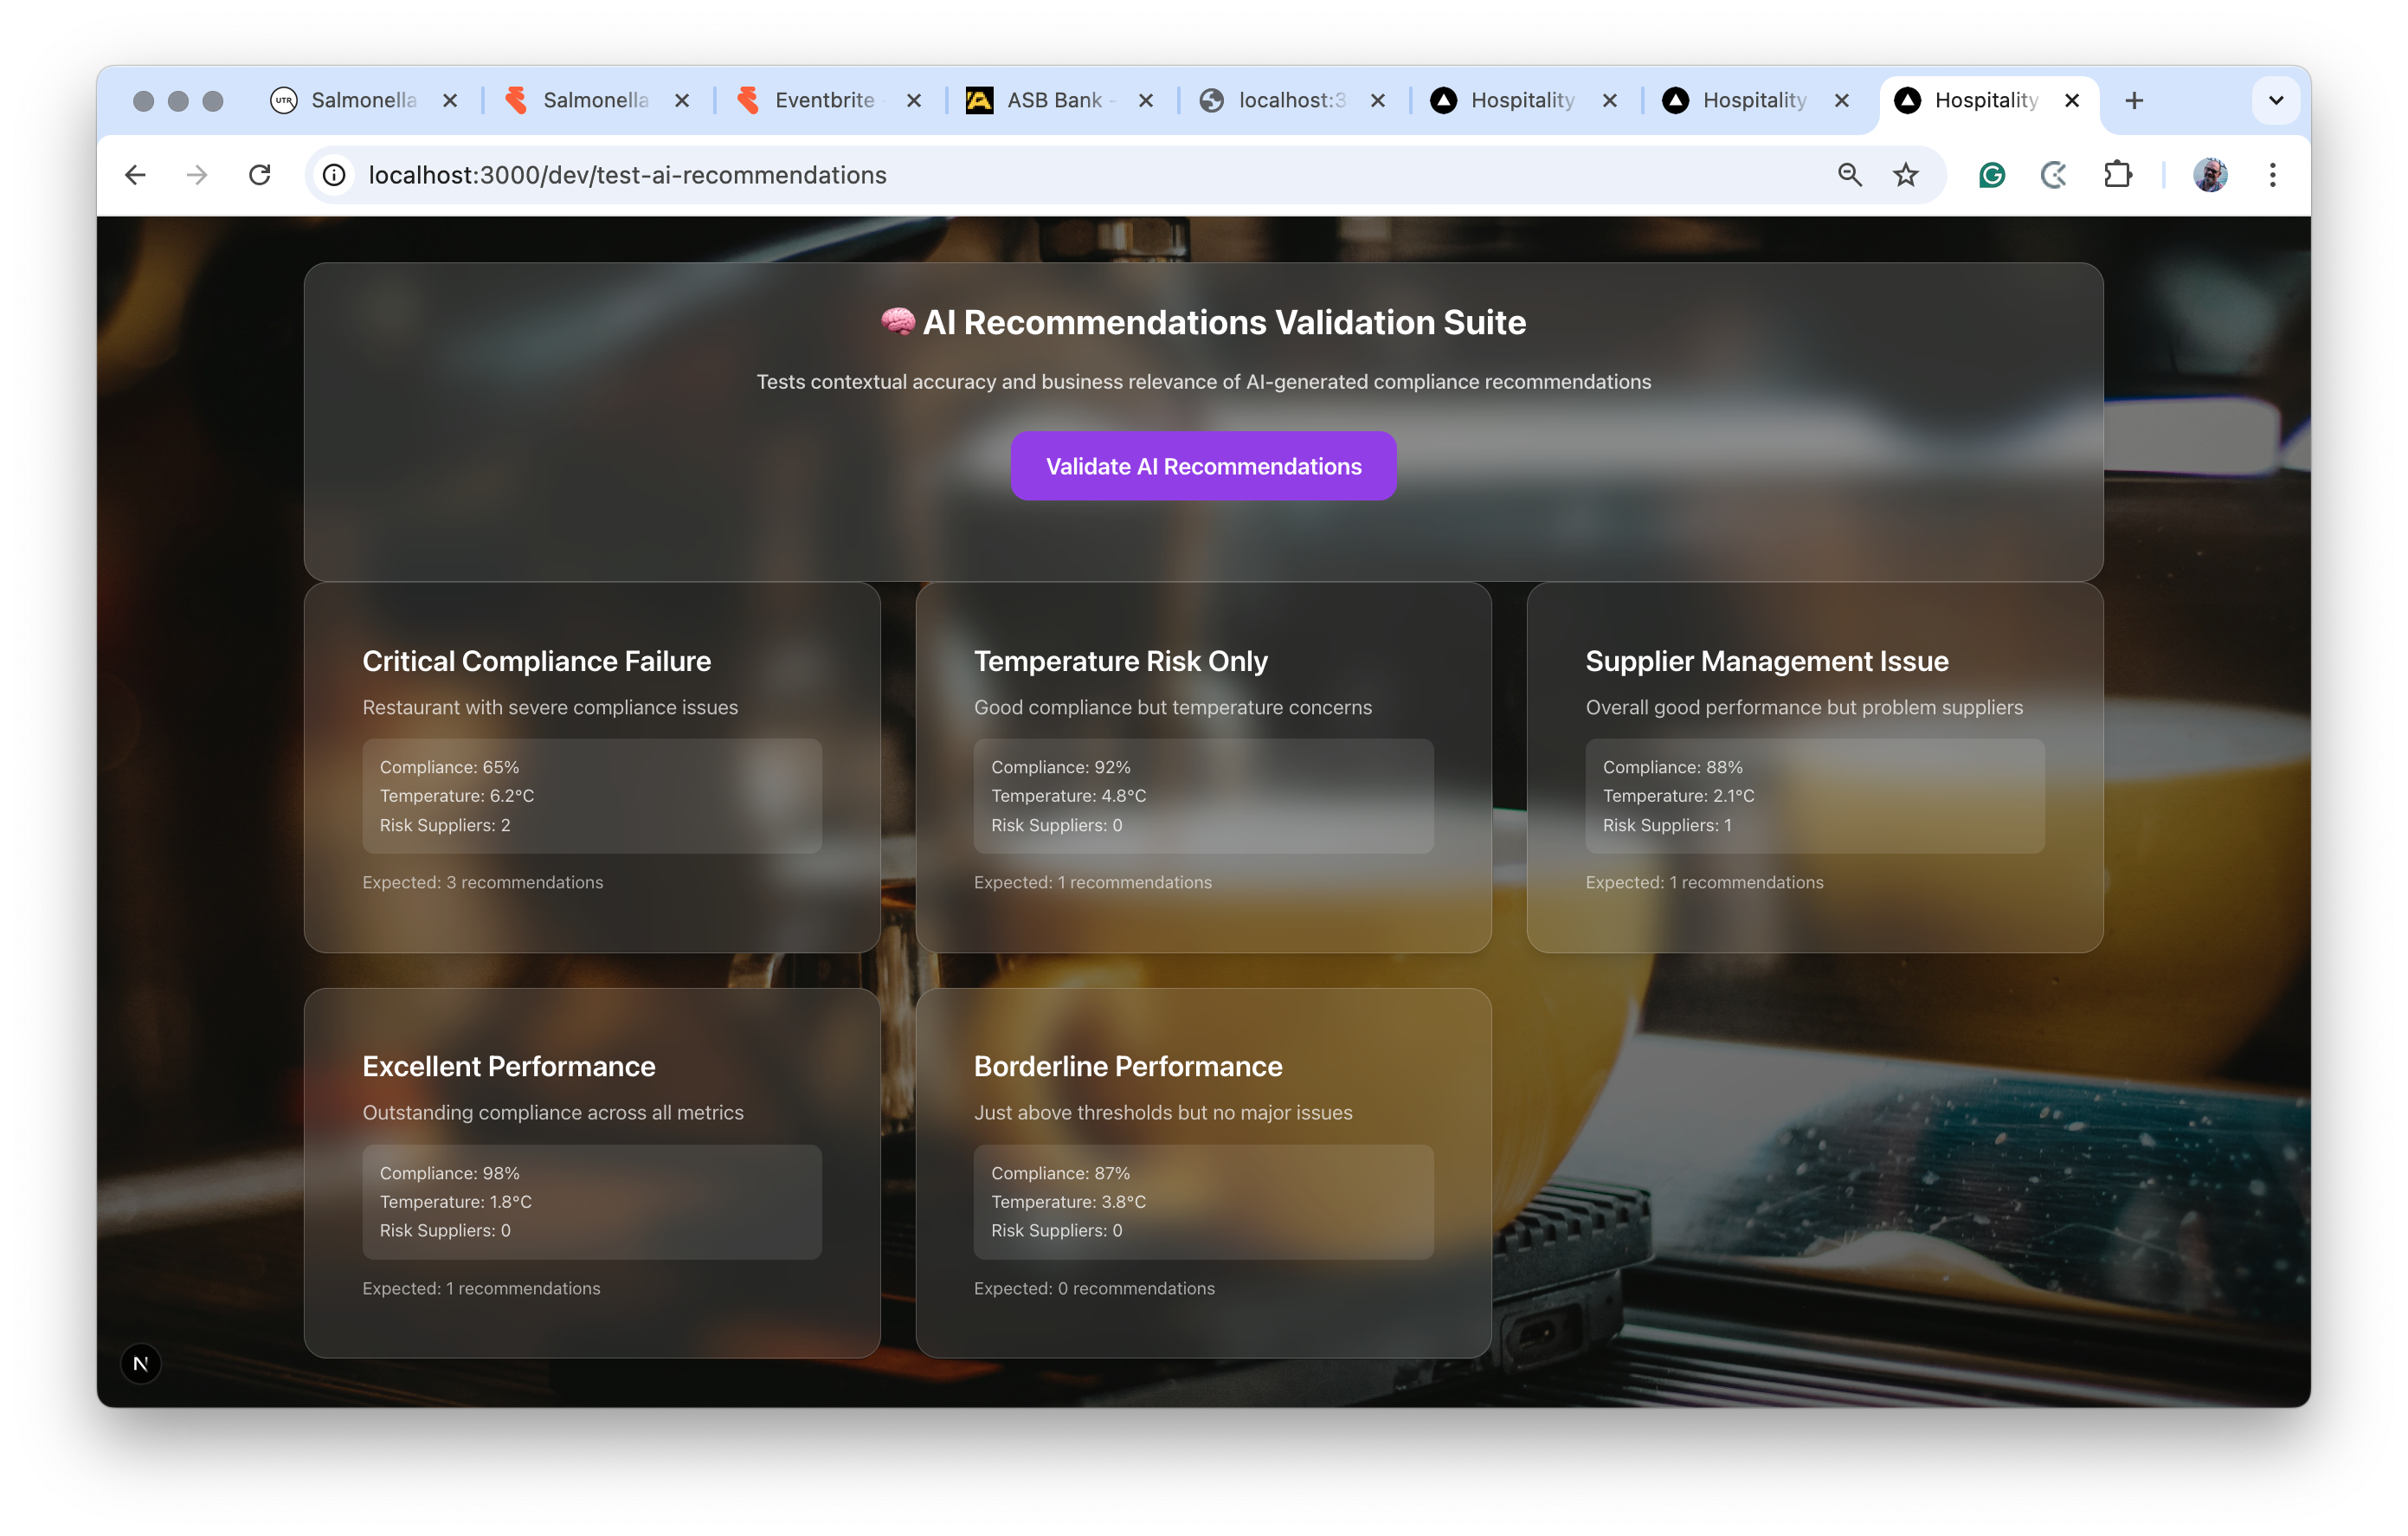 UTR Salmonella
Salmonella
Eventbrite
ASB Bank -
localhost:3
Hospitality
Hospitality
Hospitality
localhost:3000/dev/test-ai-recommendations
🧠 AI Recommendations Validation Suite
Tests contextual accuracy and business relevance of AI-generated compliance recommendations
Validate AI Recommendations
Critical Compliance Failure
Restaurant with severe compliance issues
Compliance: 65%
Temperature: 6.2°C
Risk Suppliers: 2
Expected: 3 recommendations
Temperature Risk Only
Good compliance but temperature concerns
Compliance: 92%
Temperature: 4.8°C
Risk Suppliers: 0
Expected: 1 recommendations
Supplier Management Issue
Overall good performance but problem suppliers
Compliance: 88%
Temperature: 2.1°C
Risk Suppliers: 1
Expected: 1 recommendations
Excellent Performance
Outstanding compliance across all metrics
Compliance: 98%
Temperature: 1.8°C
Risk Suppliers: 0
Expected: 1 recommendations
Borderline Performance
Just above thresholds but no major issues
Compliance: 87%
Temperature: 3.8°C
Risk Suppliers: 0
Expected: 0 recommendations
N